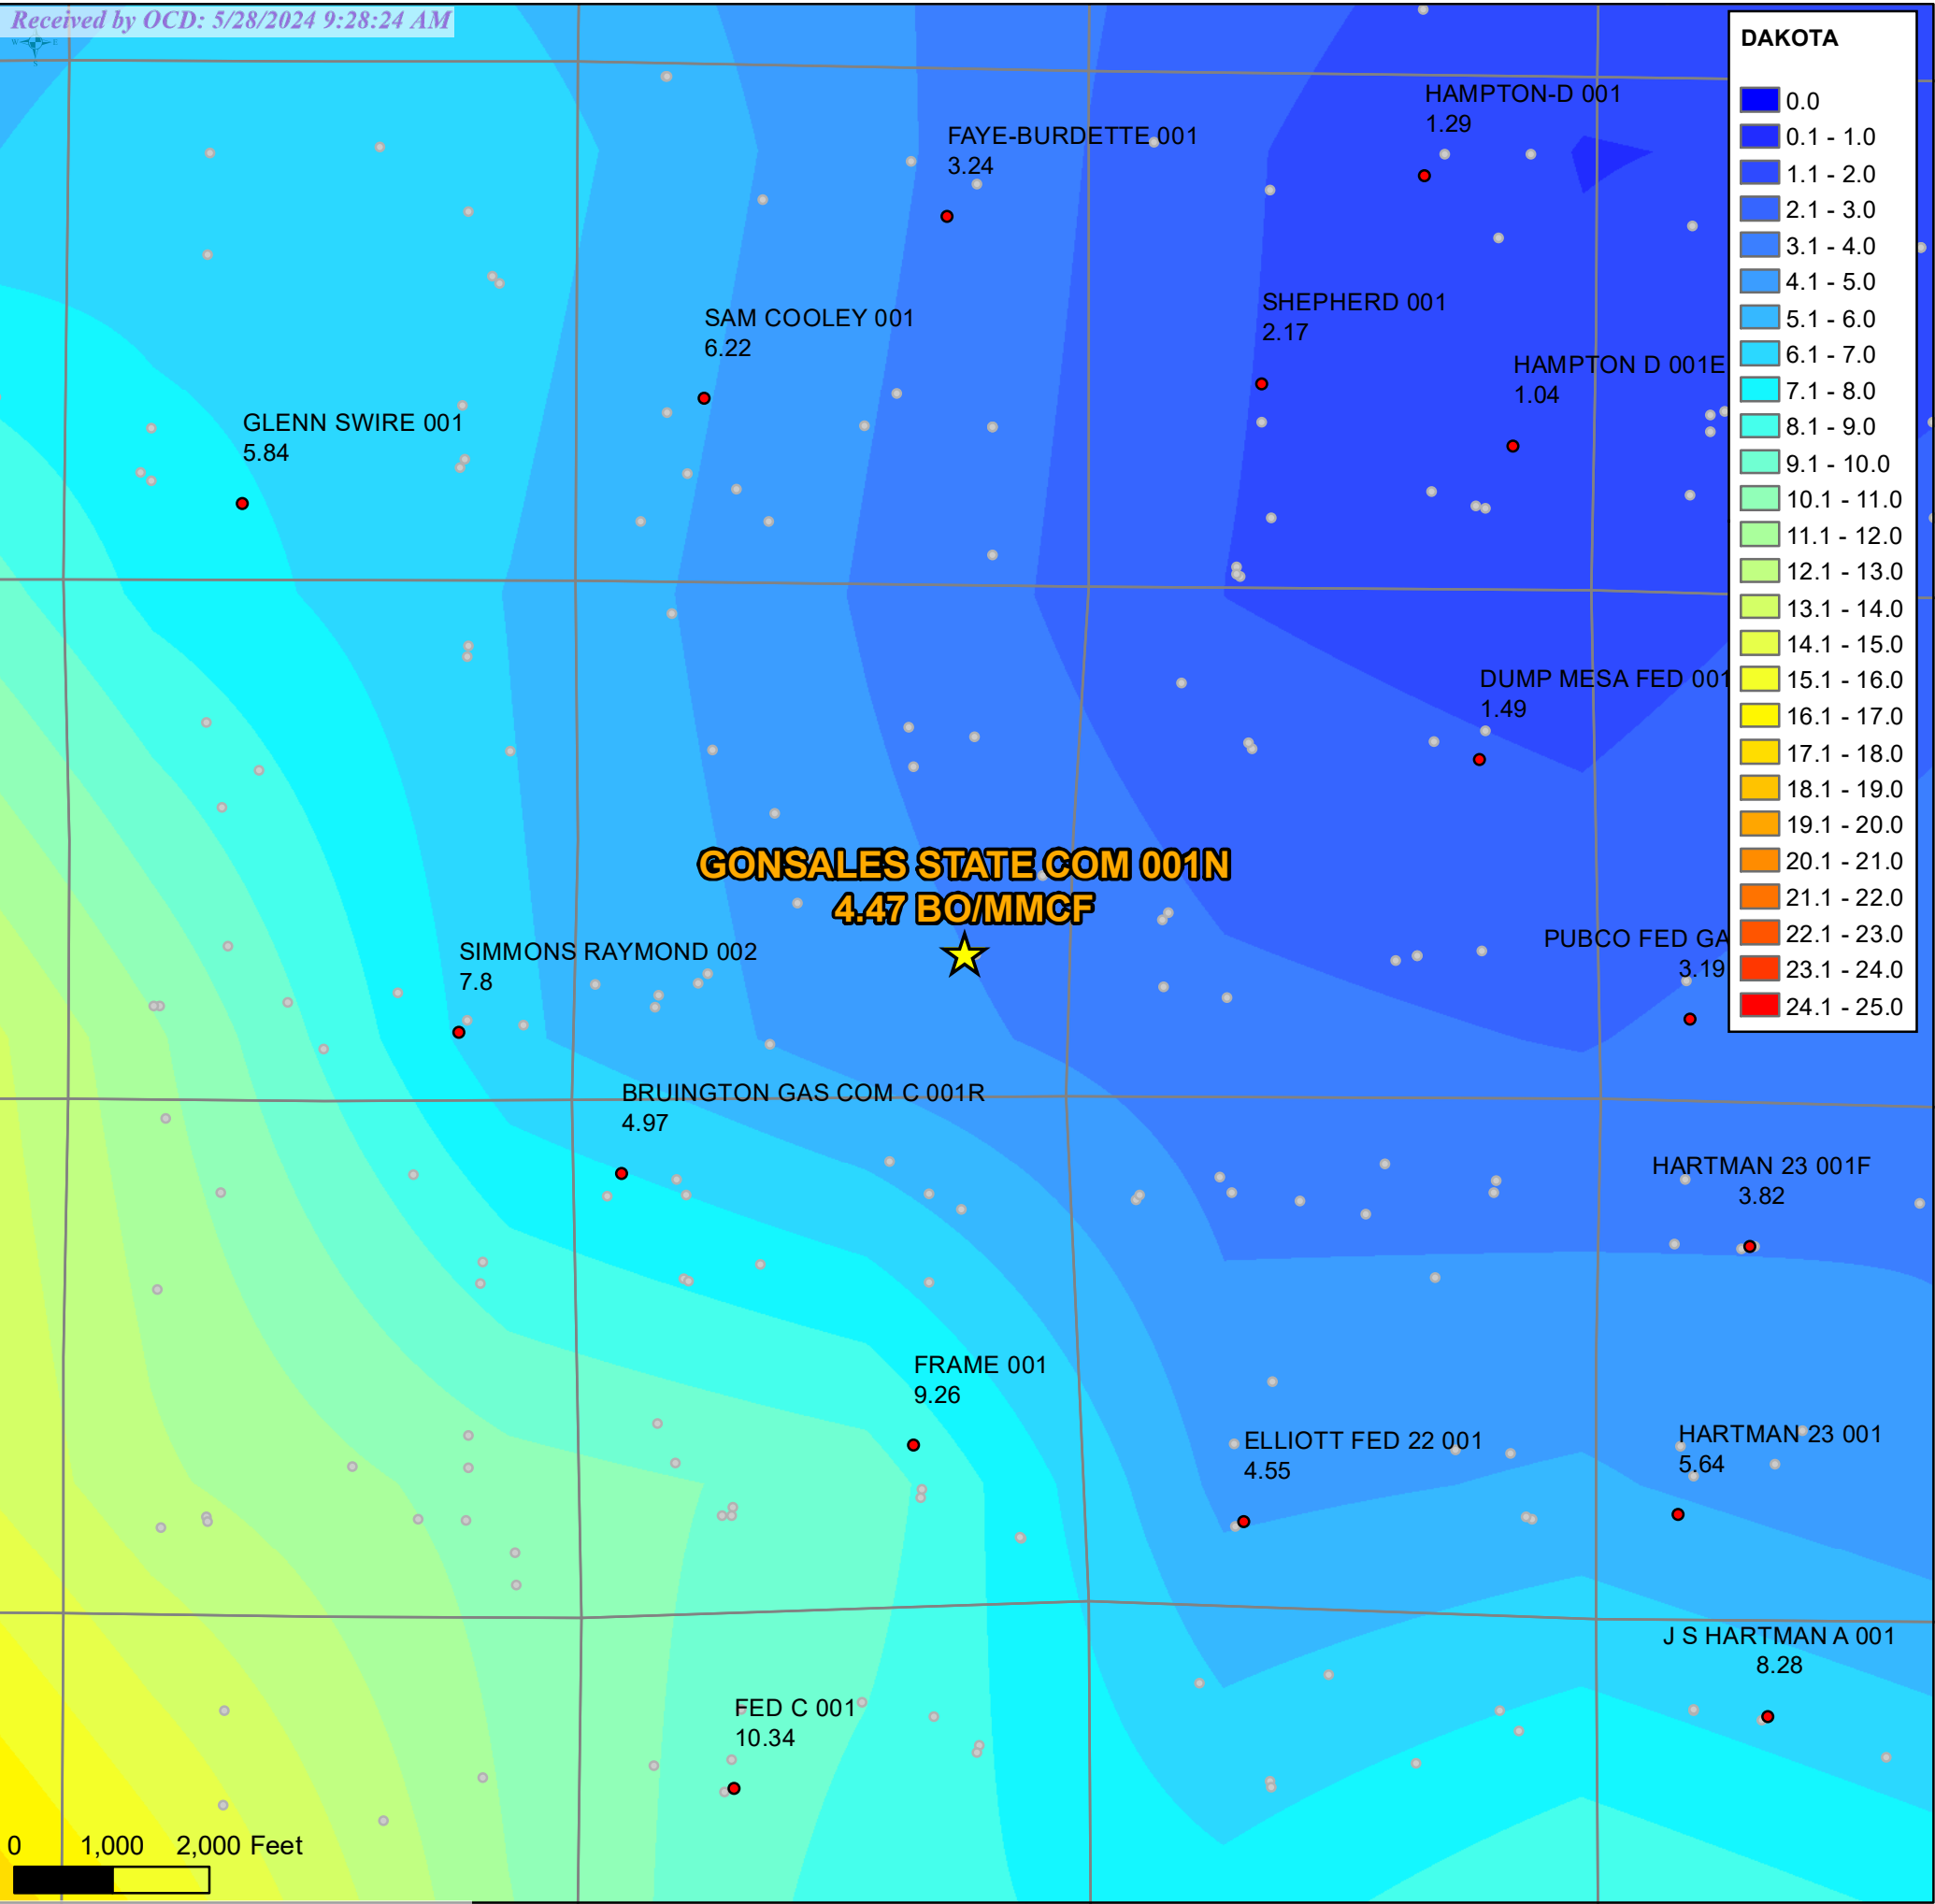 Received by OCD: 5/28/2024 9:28:24 AM
W E
DAKOTA
0.0
0.1 - 1.0
1.1 - 2.0
2.1 - 3.0
3.1 - 4.0
4.1 - 5.0
5.1 - 6.0
6.1 - 7.0
7.1 - 8.0
8.1 - 9.0
9.1 - 10.0
10.1 - 11.0
11.1 - 12.0
12.1 - 13.0
13.1 - 14.0
14.1 - 15.0
15.1 - 16.0
16.1 - 17.0
17.1 - 18.0
18.1 - 19.0
19.1 - 20.0
20.1 - 21.0
21.1 - 22.0
22.1 - 23.0
23.1 - 24.0
24.1 - 25.0
HAMPTON-D 001
1.29
FAYE-BURDETTE 001
3.24
SHEPHERD 001
2.17
SAM COOLEY 001
6.22
HAMPTON D 001E
1.04
GLENN SWIRE 001
5.84
DUMP MESA FED 001
1.49
GONSALES STATE COM 001N
4.47 BO/MMCF
SIMMONS RAYMOND 002
7.8
PUBCO FED GA
3.19
BRUINGTON GAS COM C 001R
4.97
HARTMAN 23 001F
3.82
FRAME 001
9.26
ELLIOTT FED 22 001
4.55
HARTMAN 23 001
5.64
J S HARTMAN A 001
8.28
FED C 001
10.34
0 1,000 2,000 Feet